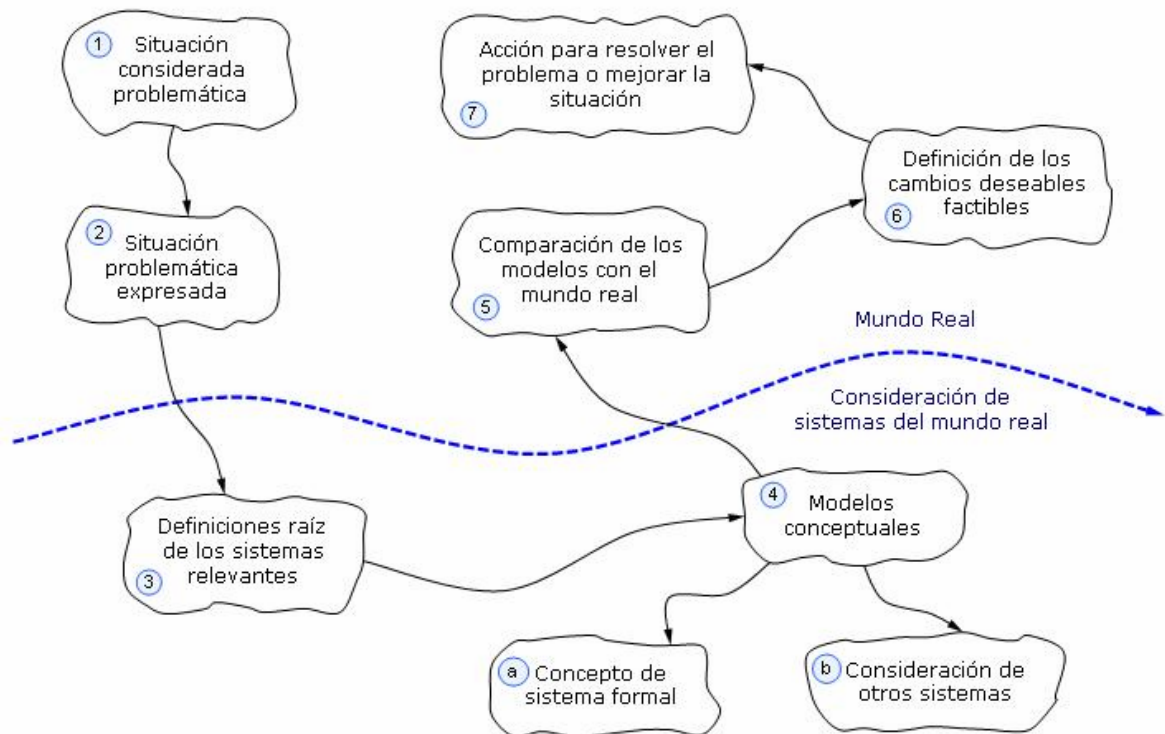 1 Situación
considerada
problemática
2 Situación
problemática
expresada
Definiciones raíz
de los sistemas
3 relevantes
4 Modelos
conceptuales
a Concepto de
sistema formal
b Consideración de
otros sistemas
Comparación de los
modelos con el
5 mundo real
Definición de los
cambios deseables
6 factibles
Acción para resolver el
problema o mejorar la
situación
7
Mundo Real
Consideración de
sistemas del mundo real